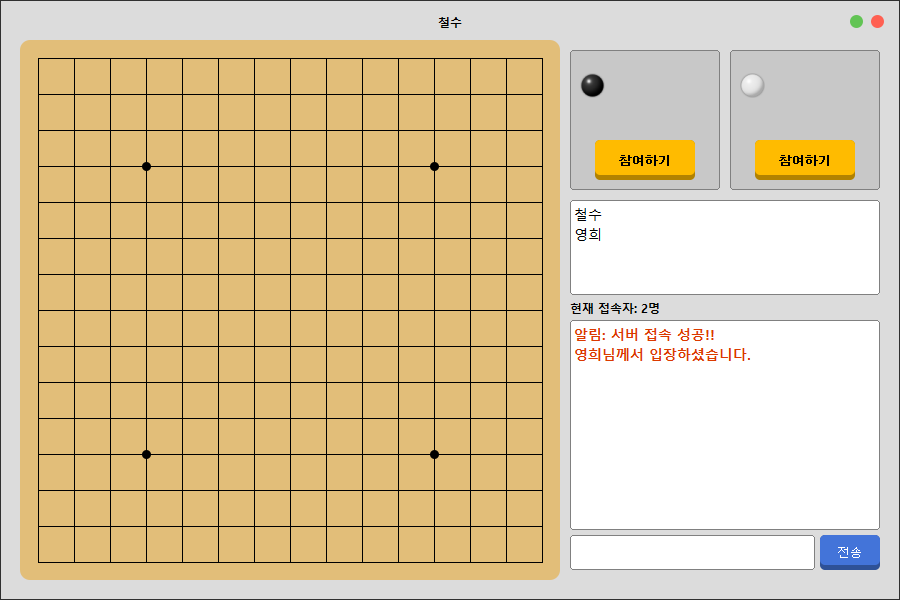 철수
참여하기
참여하기
철수
영희
현재 접속자: 2명
알림: 서버 접속 성공!!
영희님께서 입장하셨습니다.
전송